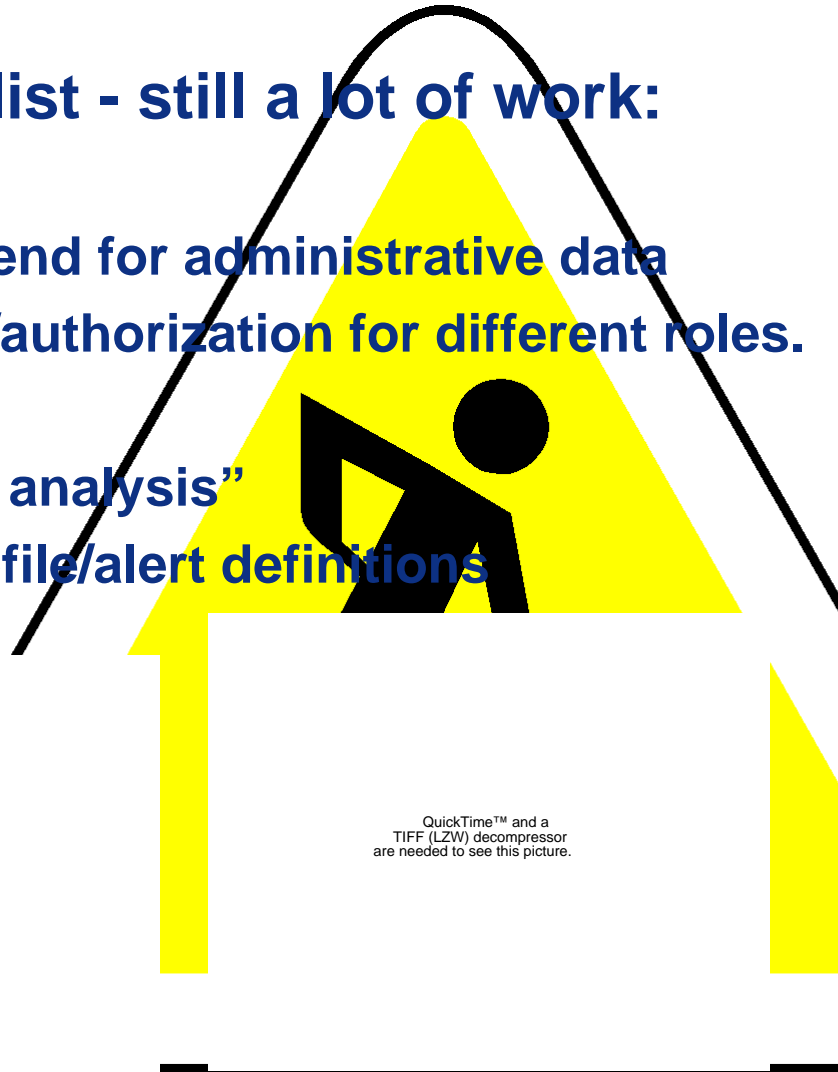 list - still a lot of work:
end for administrative data
/authorization for different roles.
analysis”
file/alert definitions
QuickTime™ and a
TIFF (LZW) decompressor
are needed to see this picture.